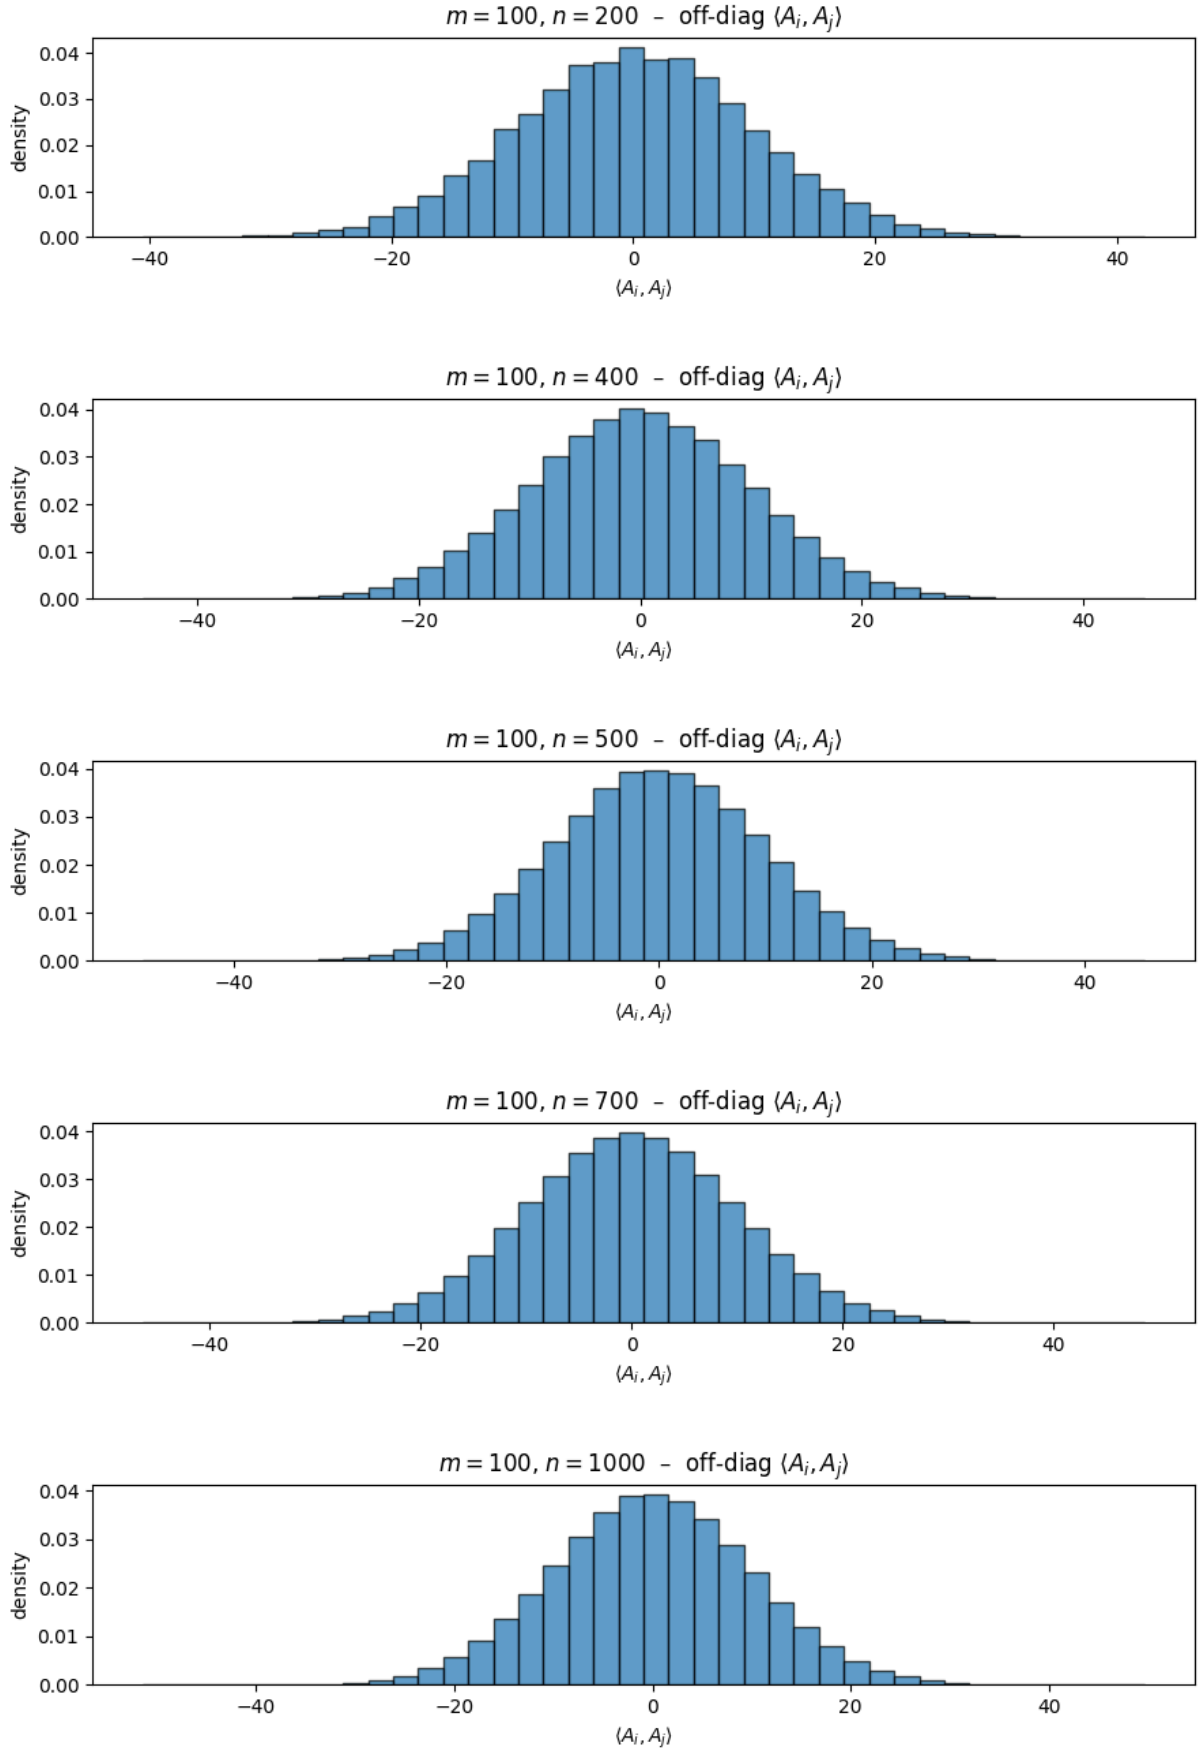 m = 100, n = 200 – off-diag ⟨A_i, A_j⟩
0.04
0.03
0.02
0.01
0.00
density
−40 −20 0 20 40
⟨A_i, A_j⟩
m = 100, n = 400 – off-diag ⟨A_i, A_j⟩
0.04
0.03
0.02
0.01
0.00
density
−40 −20 0 20 40
⟨A_i, A_j⟩
m = 100, n = 500 – off-diag ⟨A_i, A_j⟩
0.04
0.03
0.02
0.01
0.00
density
−40 −20 0 20 40
⟨A_i, A_j⟩
m = 100, n = 700 – off-diag ⟨A_i, A_j⟩
0.04
0.03
0.02
0.01
0.00
density
−40 −20 0 20 40
⟨A_i, A_j⟩
m = 100, n = 1000 – off-diag ⟨A_i, A_j⟩
0.04
0.03
0.02
0.01
0.00
density
−40 −20 0 20 40
⟨A_i, A_j⟩